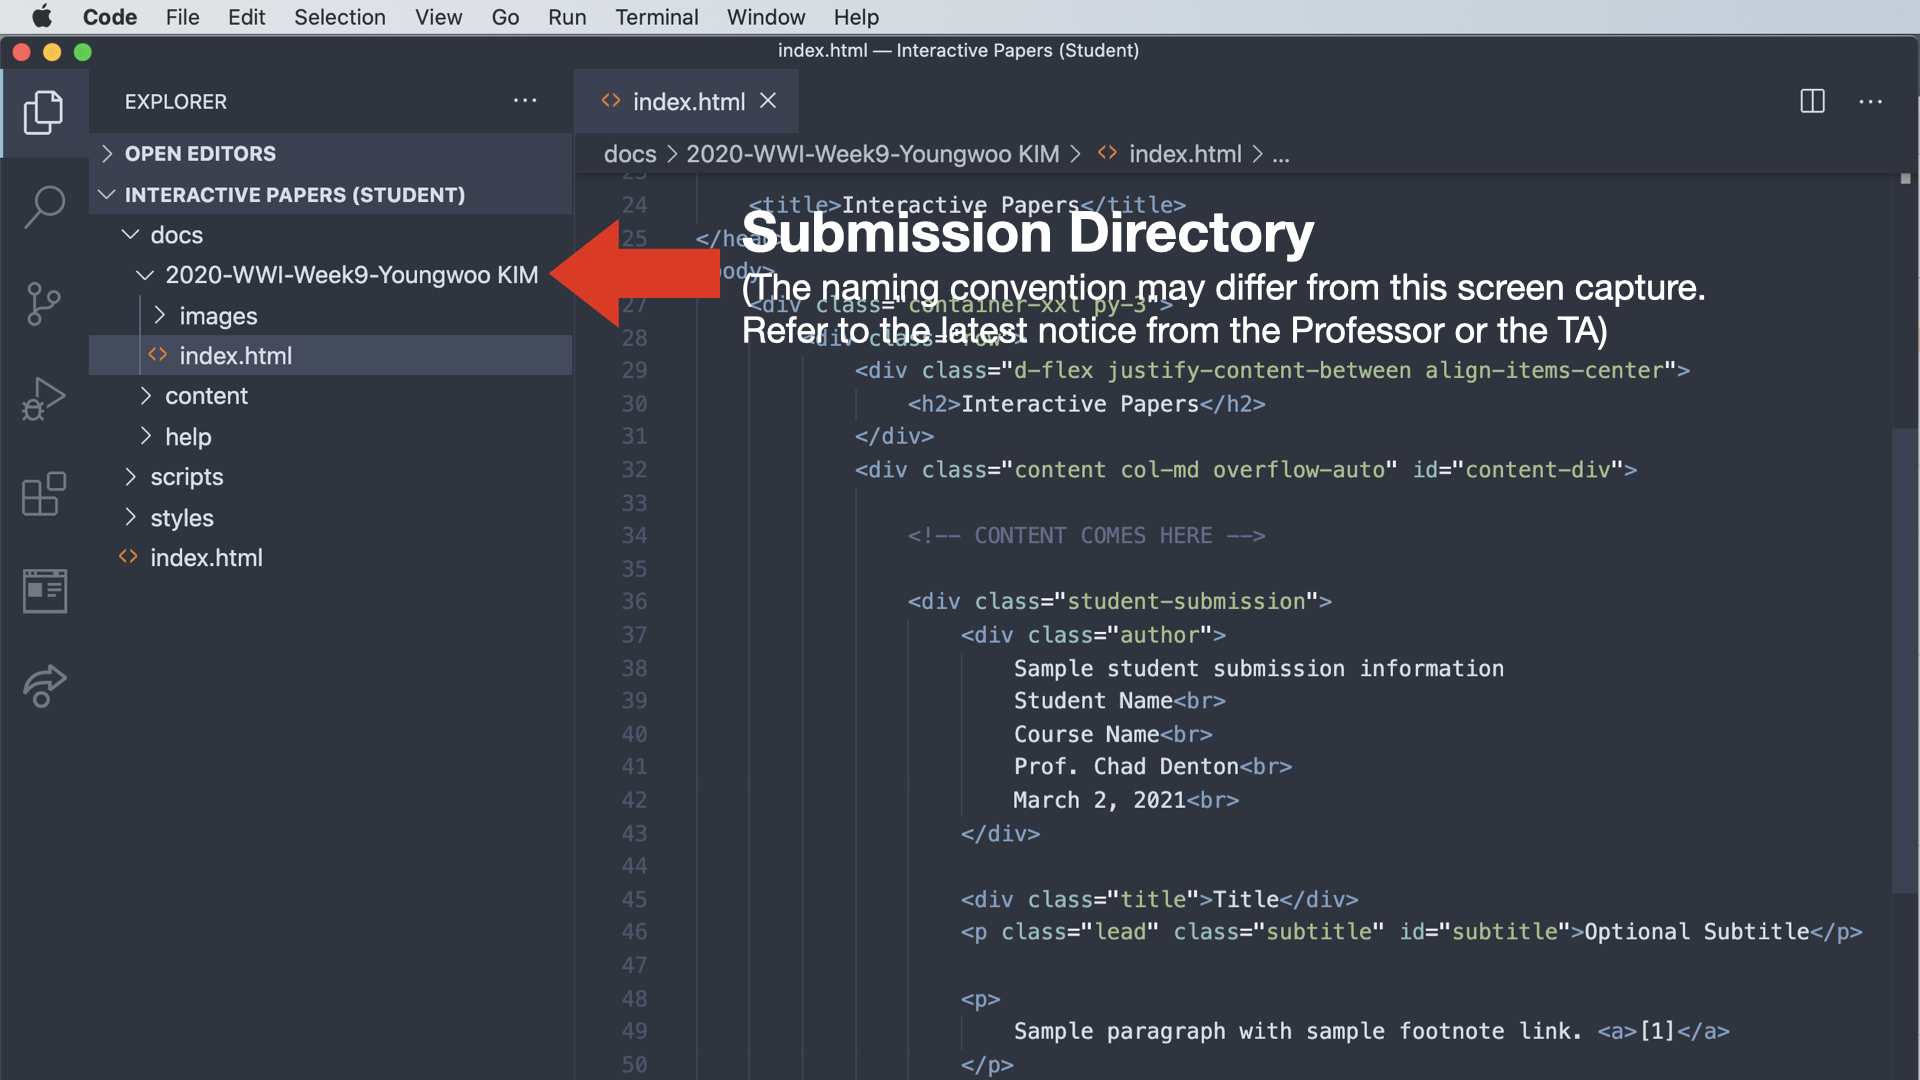 Code File Edit Selection View Go Run Terminal Window Help
index.html — Interactive Papers (Student)
EXPLORER ···
OPEN EDITORS
INTERACTIVE PAPERS (STUDENT)
docs
2020-WWI-Week9-Youngwoo KIM
images
index.html
content
help
scripts
styles
index.html
index.html
docs > 2020-WWI-Week9-Youngwoo KIM > index.html > ...
Submission Directory
(The naming convention may differ from this screen capture.
Refer to the latest notice from the Professor or the TA)
23
24 <title>Interactive Papers</title>
25 </head>
body>
27 <div class="container-xxl py-3">
28 <div class="row">
29 <div class="d-flex justify-content-between align-items-center">
30 <h2>Interactive Papers</h2>
31 </div>
32 <div class="content col-md overflow-auto" id="content-div">
33
34 <!-- CONTENT COMES HERE -->
35
36 <div class="student-submission">
37 <div class="author">
38 Sample student submission information
39 Student Name<br>
40 Course Name<br>
41 Prof. Chad Denton<br>
42 March 2, 2021<br>
43 </div>
44
45 <div class="title">Title</div>
46 <p class="lead" class="subtitle" id="subtitle">Optional Subtitle</p>
47
48 <p>
49 Sample paragraph with sample footnote link. <a>[1]</a>
50 </p>